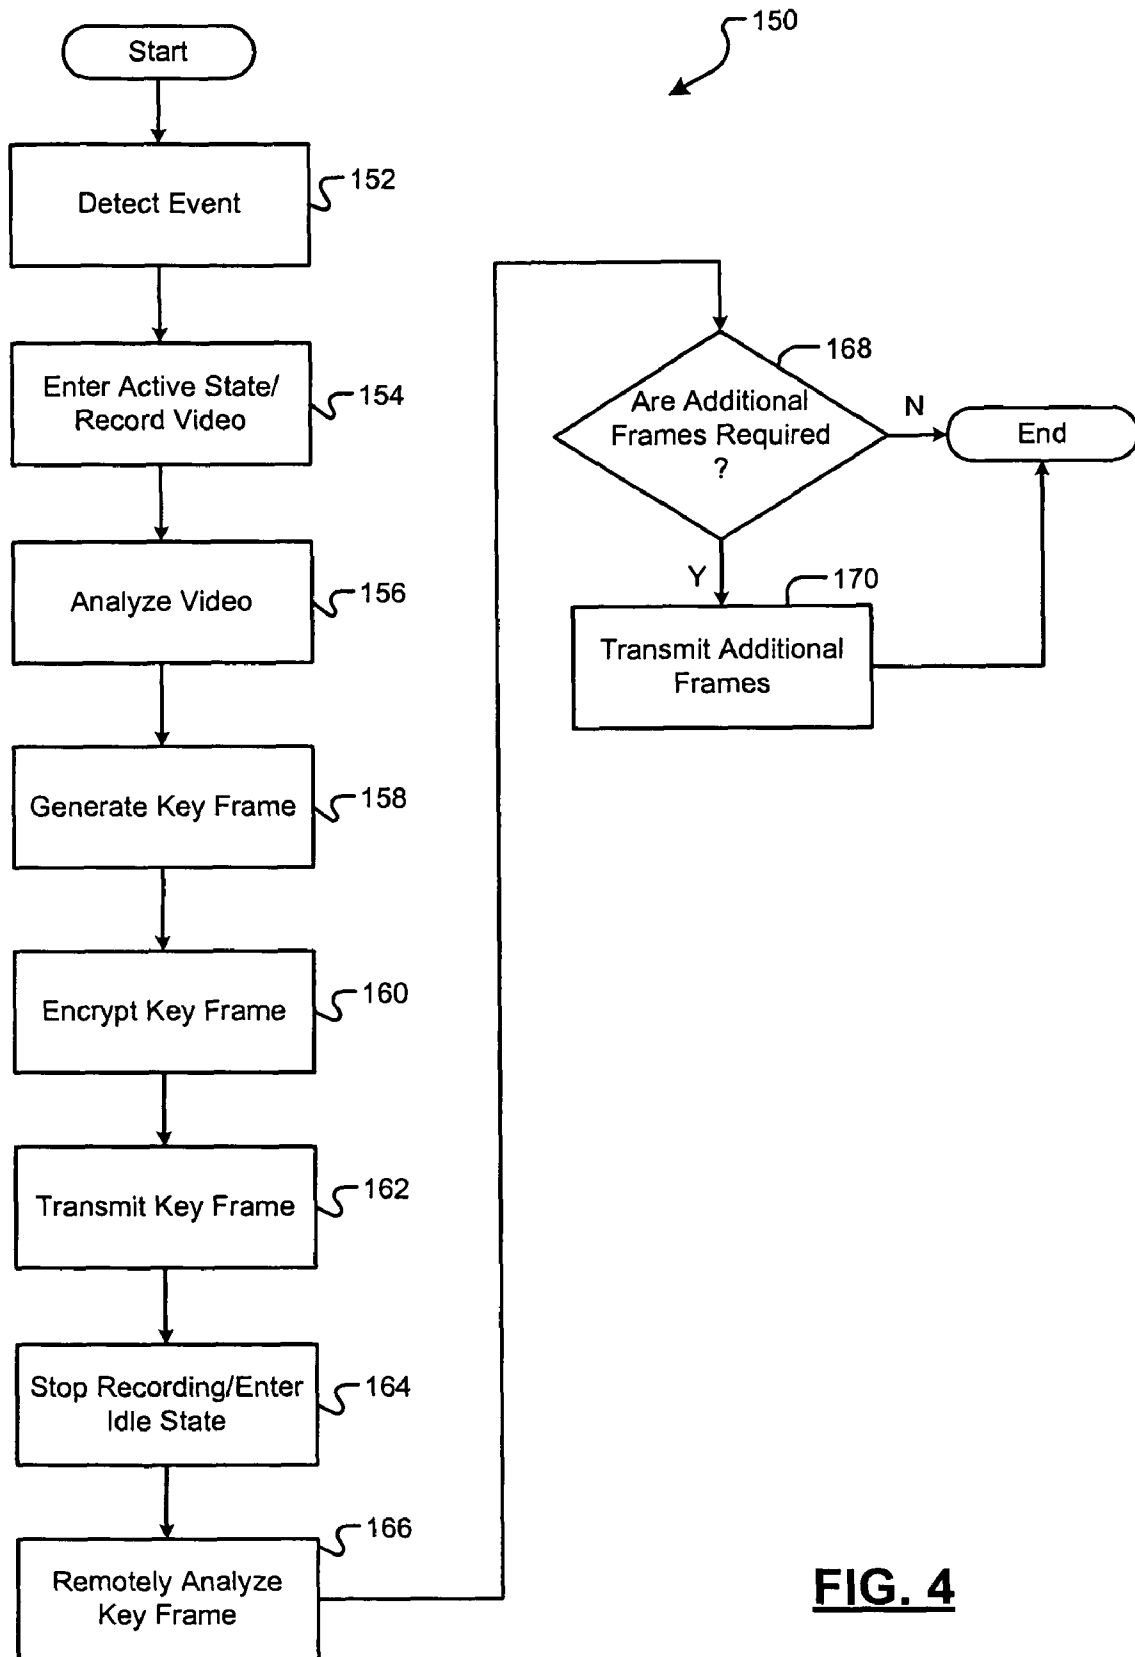 150
Start
Detect Event
152
Enter Active State/
Record Video
154
Analyze Video
156
Generate Key Frame
158
Encrypt Key Frame
160
Transmit Key Frame
162
Stop Recording/Enter
Idle State
164
Remotely Analyze
Key Frame
166
Are Additional
Frames Required
?
168
N
End
Y
Transmit Additional
Frames
170
FIG. 4